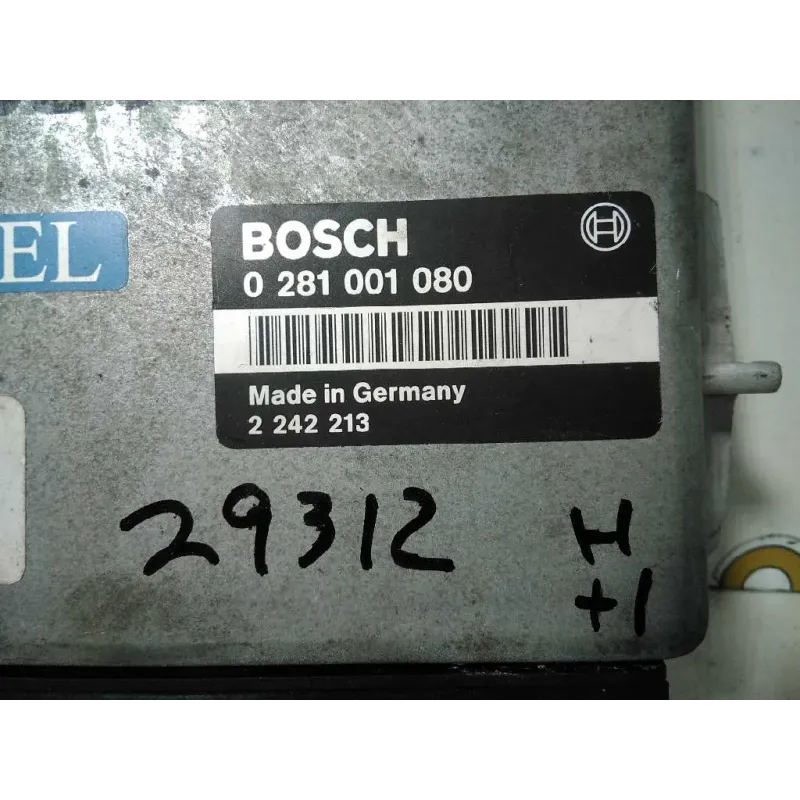 EL
BOSCH
0 281 001 080
Made in Germany
2 242 213
29312
H
+1